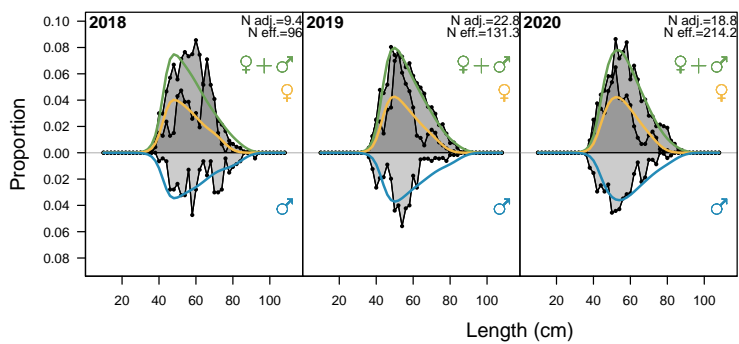 2018
N adj.=9.4
N eff.=96
♀+♂
♀
♂
2019
N adj.=22.8
N eff.=131.3
♀+♂
♀
♂
2020
N adj.=18.8
N eff.=214.2
♀+♂
♀
♂
Proportion
0.10
0.08
0.06
0.04
0.02
0.00
0.02
0.04
0.06
0.08
20 40 60 80 100 20 40 60 80 100 20 40 60 80 100
Length (cm)